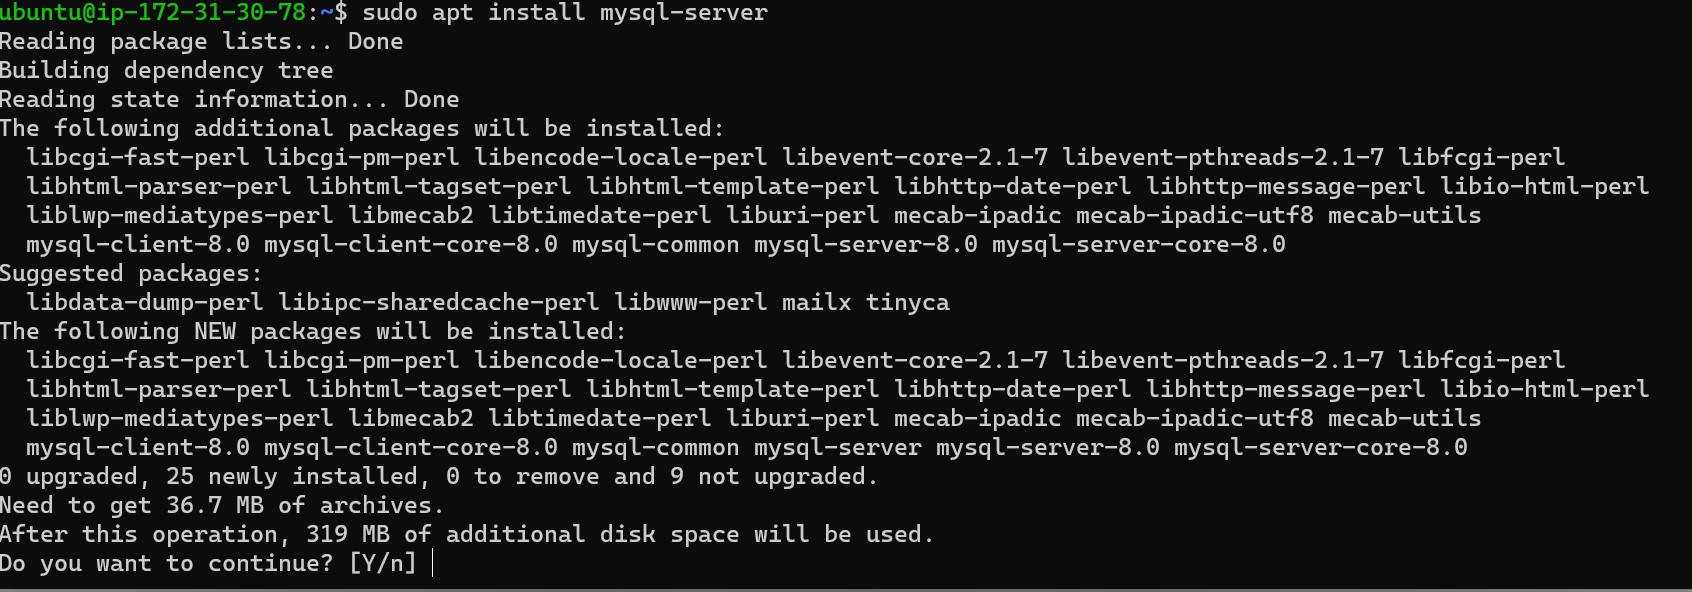 ubuntu@ip-172-31-30-78:~$ sudo apt install mysql-server
Reading package lists... Done
Building dependency tree
Reading state information... Done
The following additional packages will be installed:
  libcgi-fast-perl libcgi-pm-perl libencode-locale-perl libevent-core-2.1-7 libevent-pthreads-2.1-7 libfcgi-perl
  libhtml-parser-perl libhtml-tagset-perl libhtml-template-perl libhttp-date-perl libhttp-message-perl libio-html-perl
  liblwp-mediatypes-perl libmecab2 libtimedate-perl liburi-perl mecab-ipadic mecab-ipadic-utf8 mecab-utils
  mysql-client-8.0 mysql-client-core-8.0 mysql-common mysql-server-8.0 mysql-server-core-8.0
Suggested packages:
  libdata-dump-perl libipc-sharedcache-perl libwww-perl mailx tinyca
The following NEW packages will be installed:
  libcgi-fast-perl libcgi-pm-perl libencode-locale-perl libevent-core-2.1-7 libevent-pthreads-2.1-7 libfcgi-perl
  libhtml-parser-perl libhtml-tagset-perl libhtml-template-perl libhttp-date-perl libhttp-message-perl libio-html-perl
  liblwp-mediatypes-perl libmecab2 libtimedate-perl liburi-perl mecab-ipadic mecab-ipadic-utf8 mecab-utils
  mysql-client-8.0 mysql-client-core-8.0 mysql-common mysql-server mysql-server-8.0 mysql-server-core-8.0
0 upgraded, 25 newly installed, 0 to remove and 9 not upgraded.
Need to get 36.7 MB of archives.
After this operation, 319 MB of additional disk space will be used.
Do you want to continue? [Y/n]